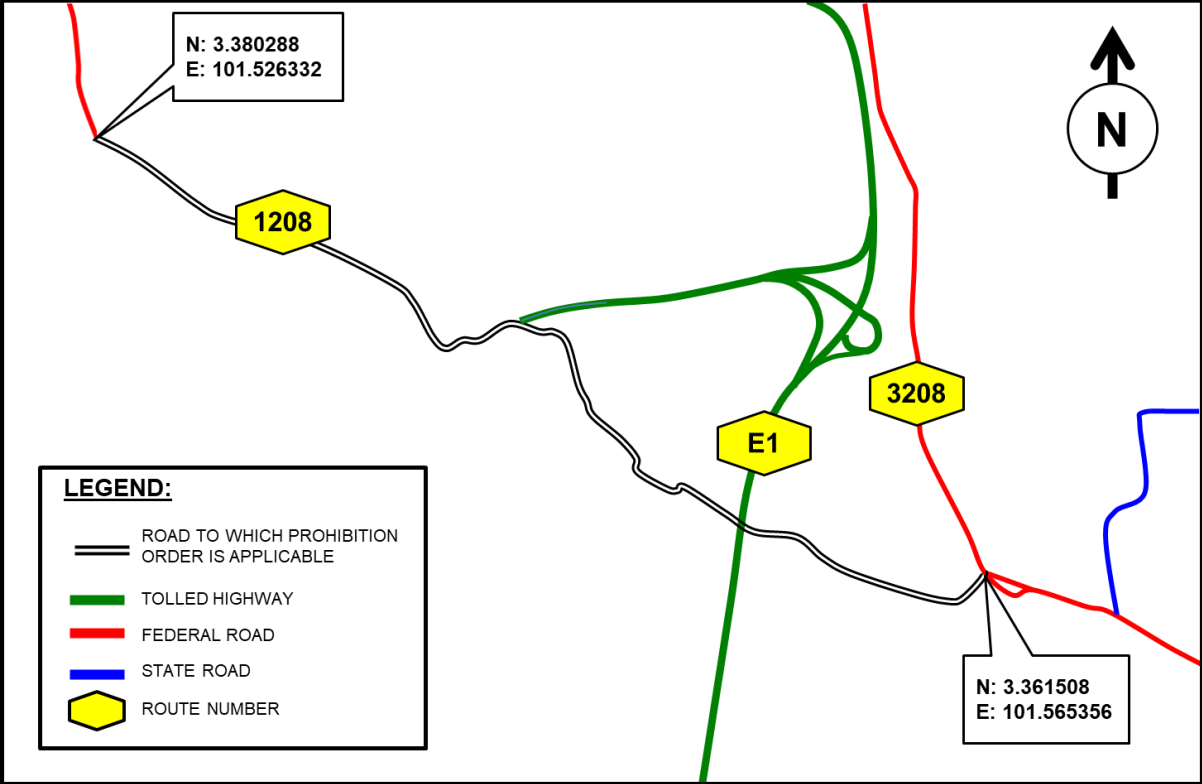 N: 3.380288
E: 101.526332
N
1208
3208
E1
LEGEND:
ROAD TO WHICH PROHIBITION
ORDER IS APPLICABLE
TOLLED HIGHWAY
FEDERAL ROAD
STATE ROAD
ROUTE NUMBER
N: 3.361508
E: 101.565356